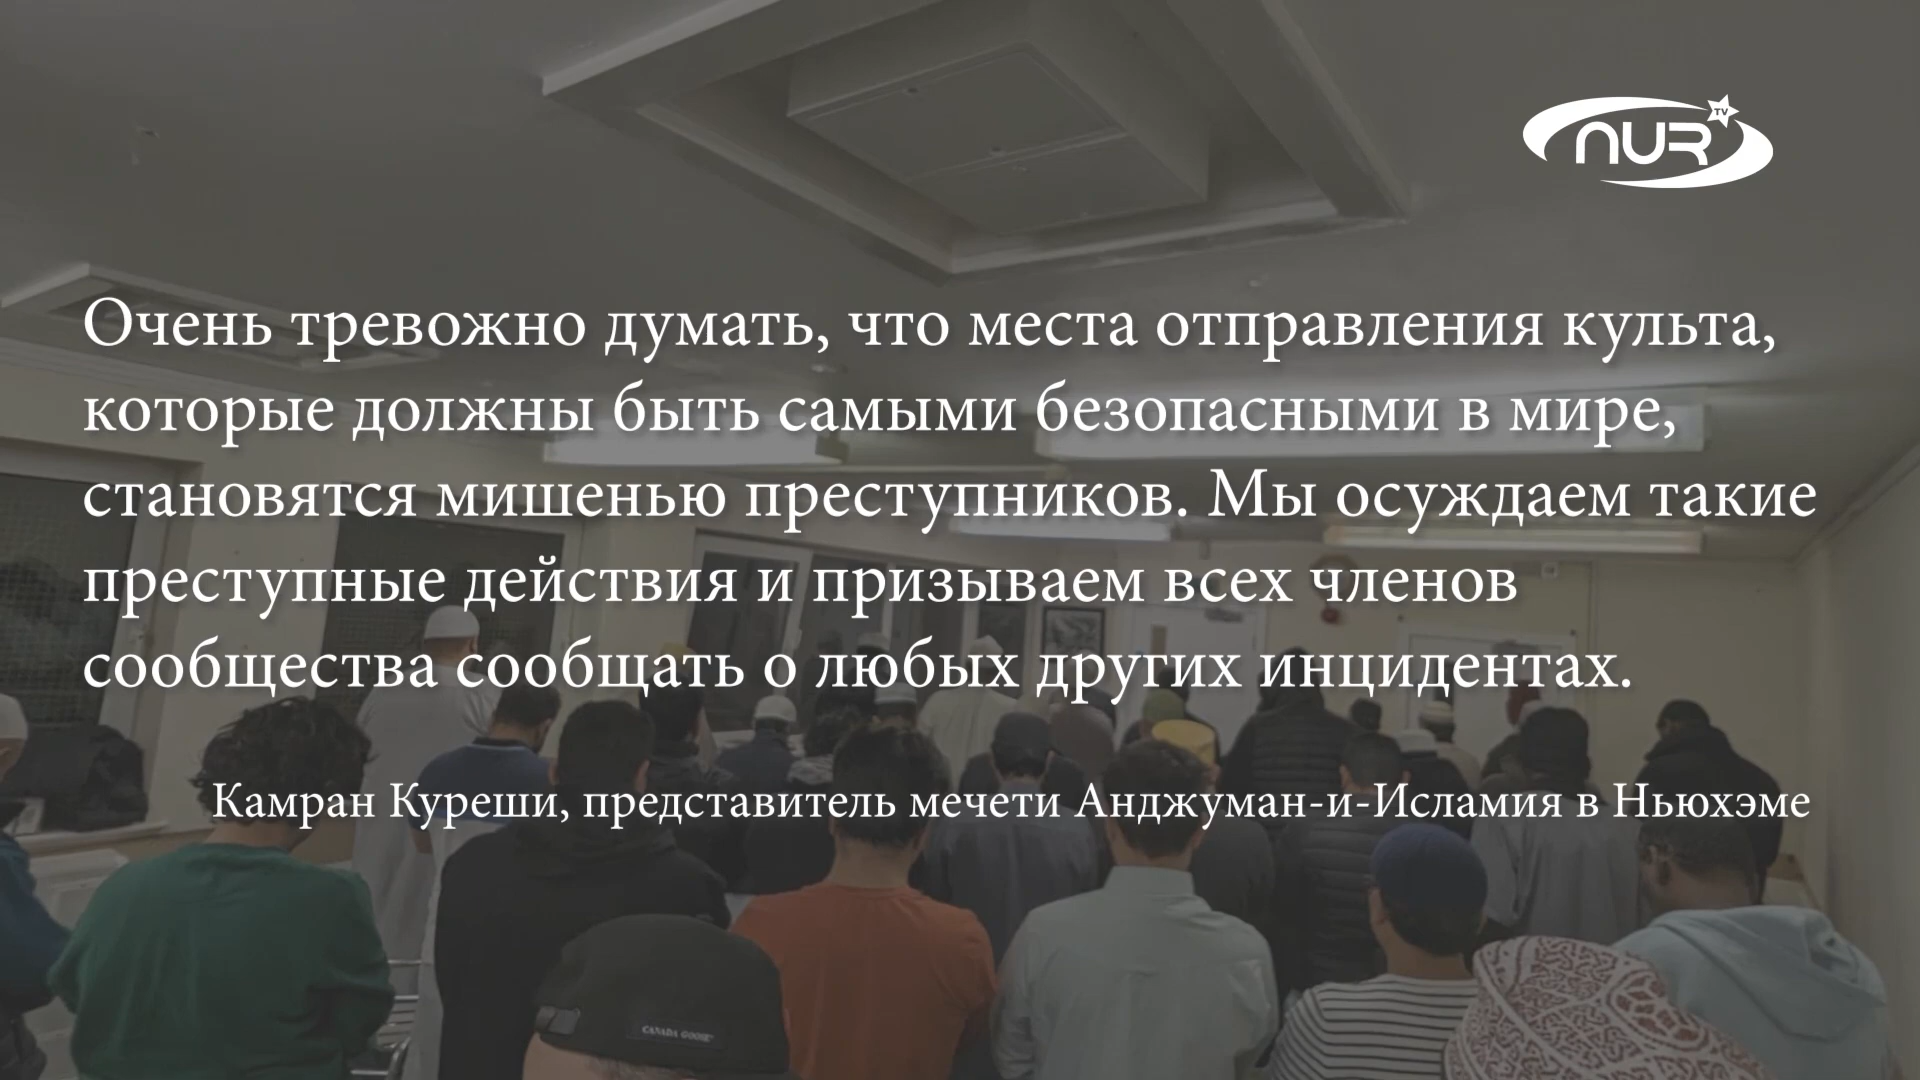 TV
NUR
Очень тревожно думать, что места отправления культа,
которые должны быть самыми безопасными в мире,
становятся мишенью преступников. Мы осуждаем такие
преступные действия и призываем всех членов
сообщества сообщать о любых других инцидентах.
Камран Куреши, представитель мечети Анджуман-и-Исламия в Ньюхэме
CANADA GOOSE